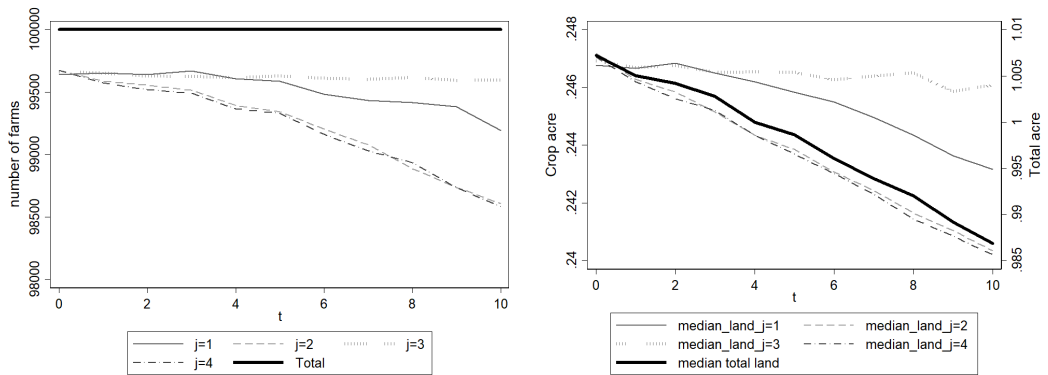 number of farms
100000
99500
99000
98500
98000
0 2 4 6 8 10
t
j=1 j=2 j=3
j=4 Total
Crop acre
.248
.246
.244
.242
.24
Total acre
1.01
1.005
1
.995
.99
.985
0 2 4 6 8 10
t
median_land_j=1 median_land_j=2
median_land_j=3 median_land_j=4
median total land